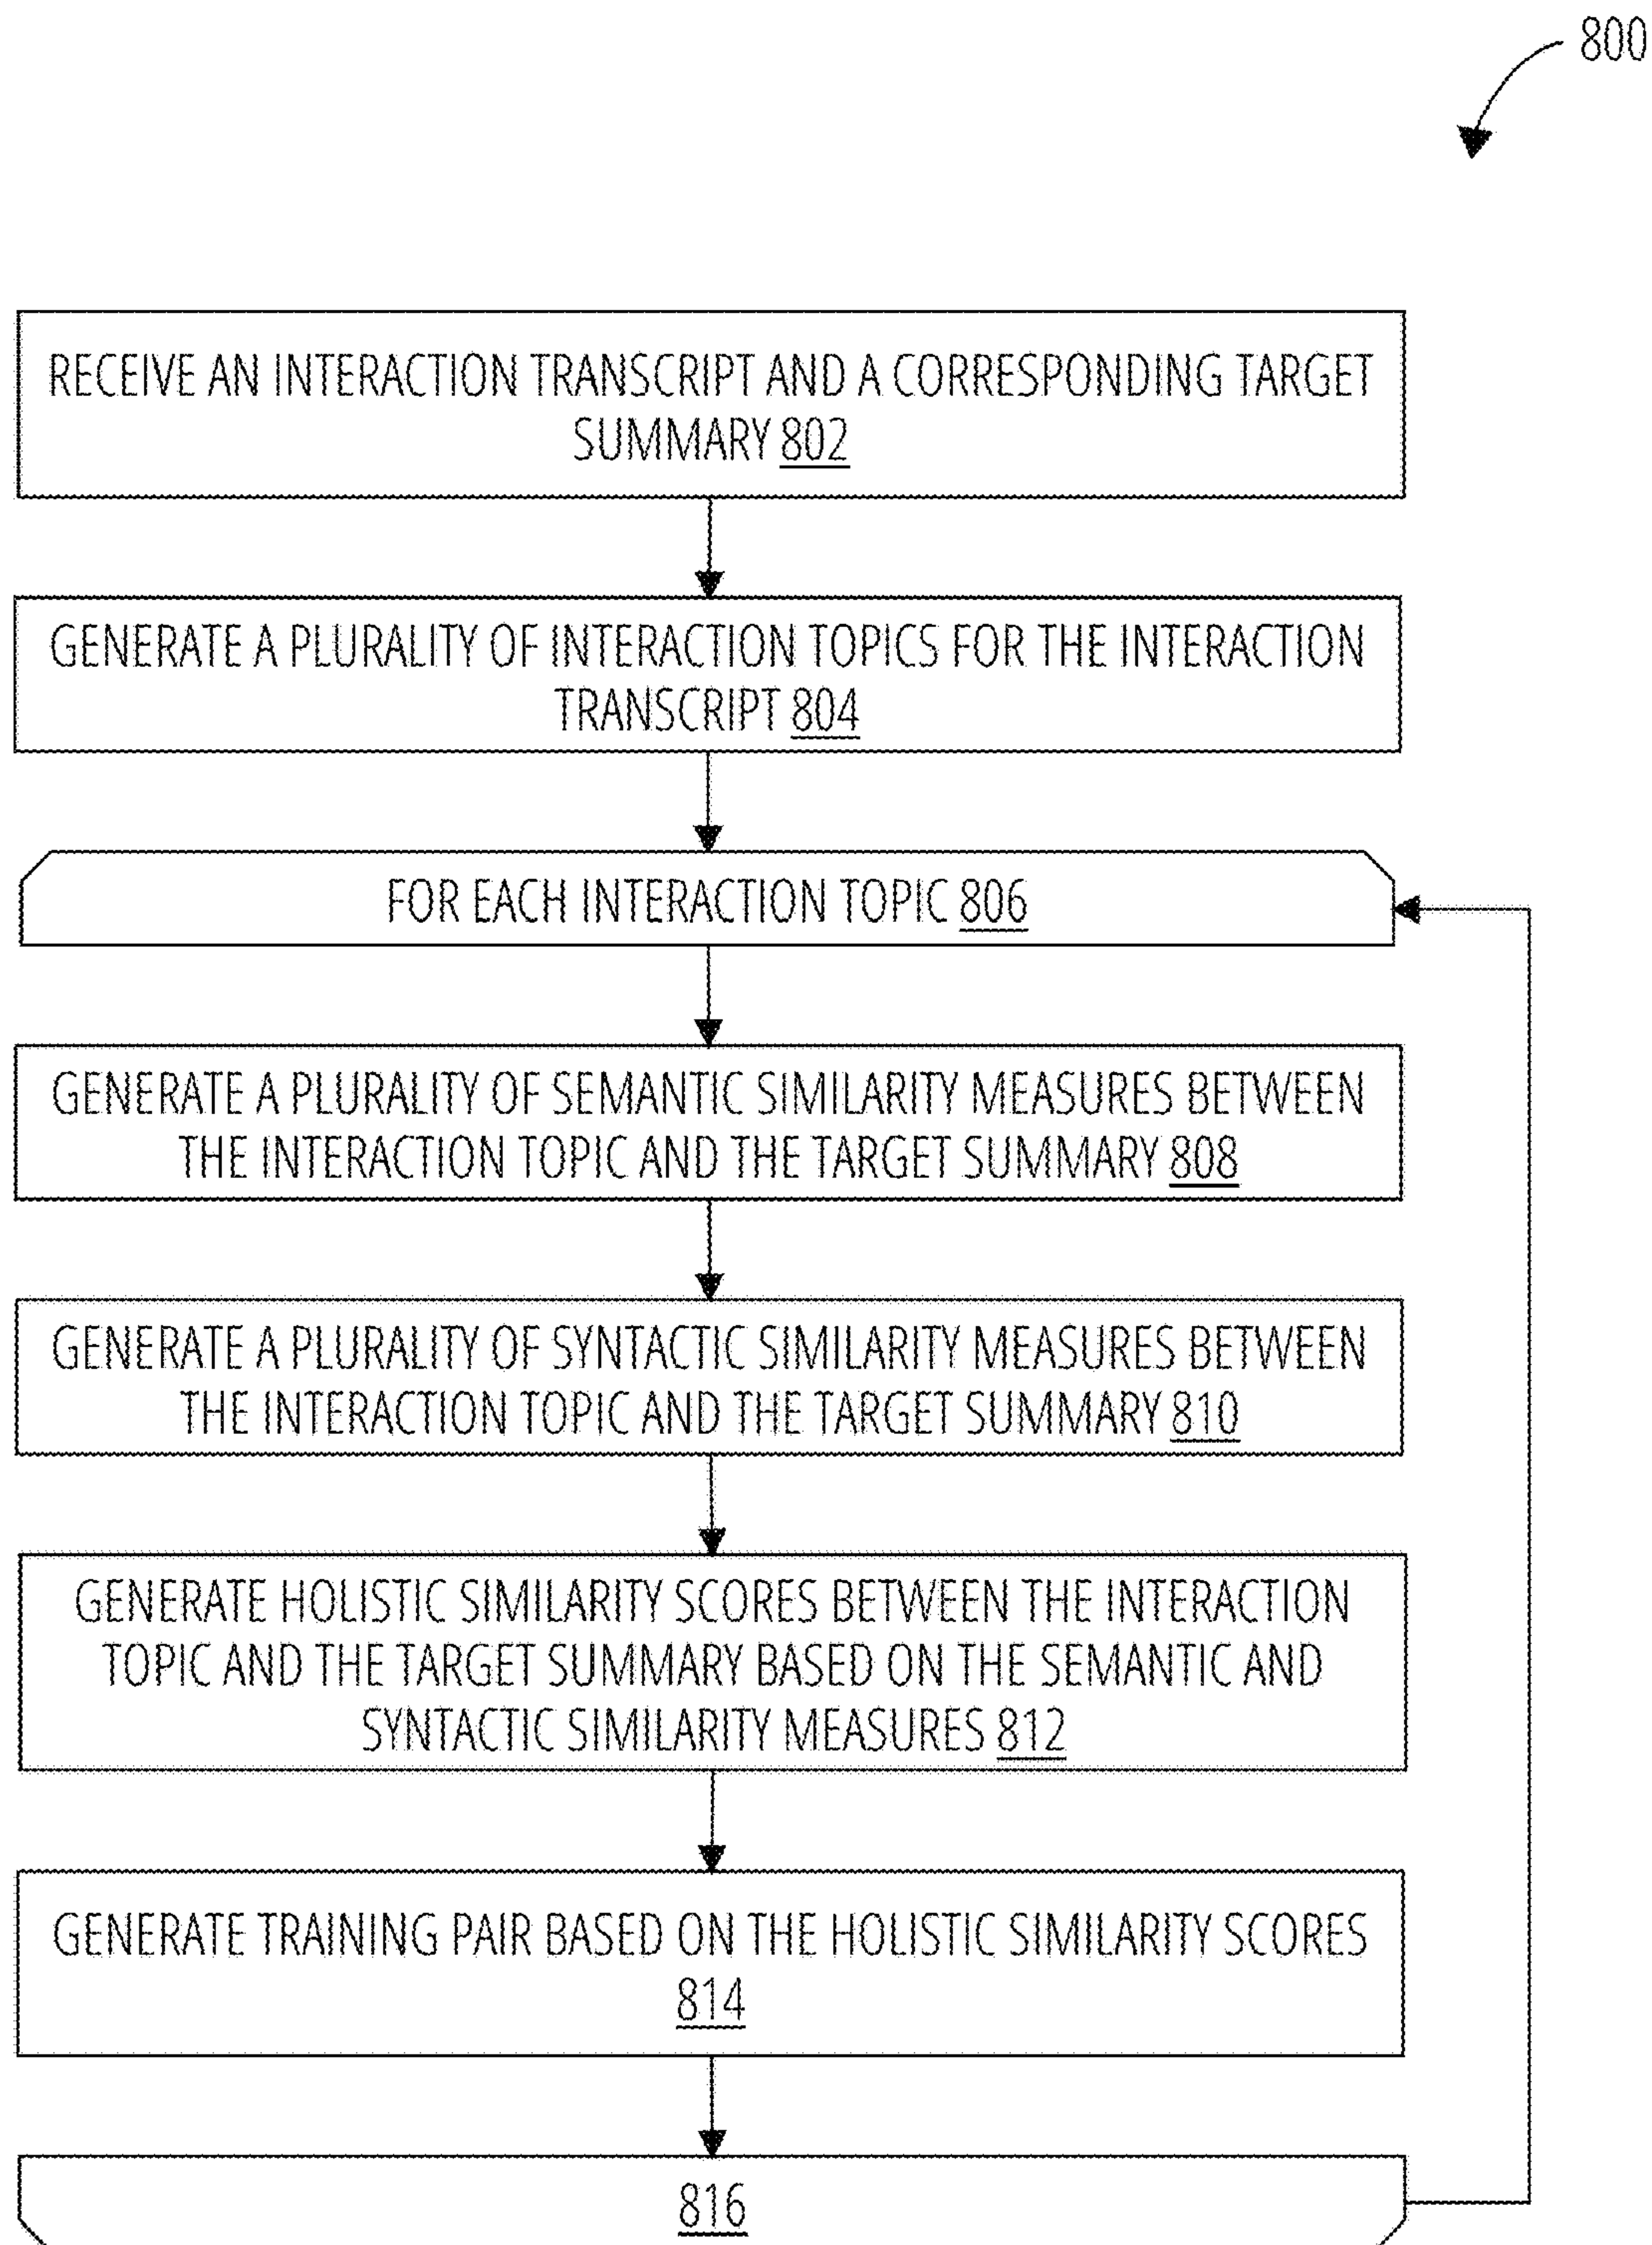 800
RECEIVE AN INTERACTION TRANSCRIPT AND A CORRESPONDING TARGET
SUMMARY 802
GENERATE A PLURALITY OF INTERACTION TOPICS FOR THE INTERACTION
TRANSCRIPT 804
FOR EACH INTERACTION TOPIC 806
GENERATE A PLURALITY OF SEMANTIC SIMILARITY MEASURES BETWEEN
THE INTERACTION TOPIC AND THE TARGET SUMMARY 808
GENERATE A PLURALITY OF SYNTACTIC SIMILARITY MEASURES BETWEEN
THE INTERACTION TOPIC AND THE TARGET SUMMARY 810
GENERATE HOLISTIC SIMILARITY SCORES BETWEEN THE INTERACTION
TOPIC AND THE TARGET SUMMARY BASED ON THE SEMANTIC AND
SYNTACTIC SIMILARITY MEASURES 812
GENERATE TRAINING PAIR BASED ON THE HOLISTIC SIMILARITY SCORES
814
816